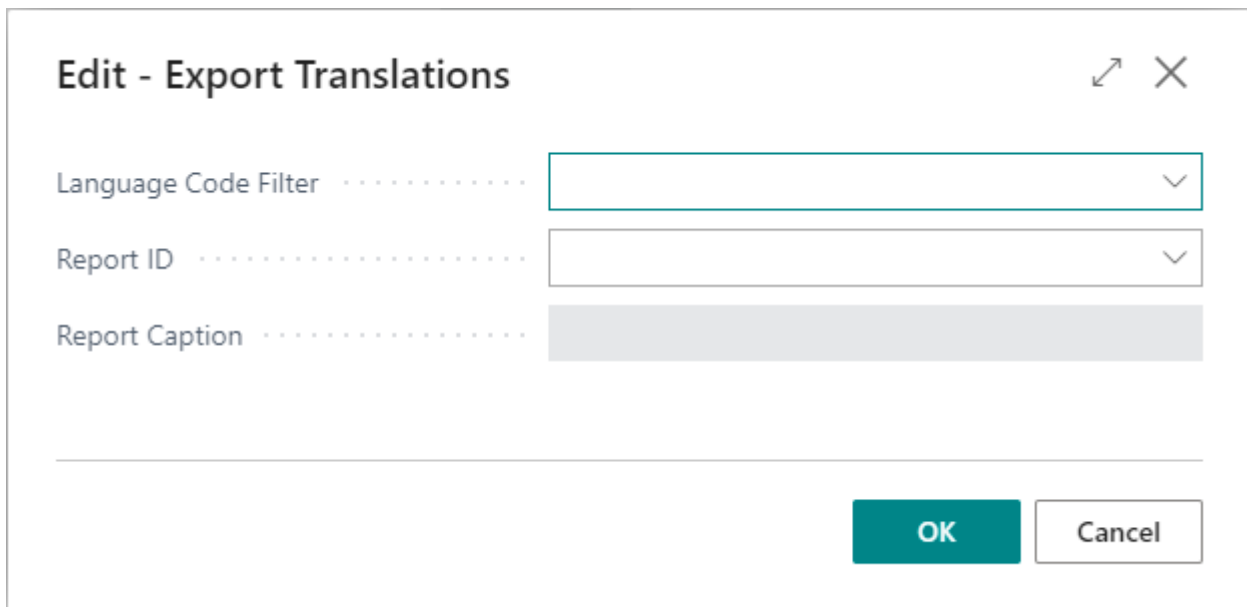 Edit - Export Translations
Language Code Filter
Report ID
Report Caption
OK Cancel